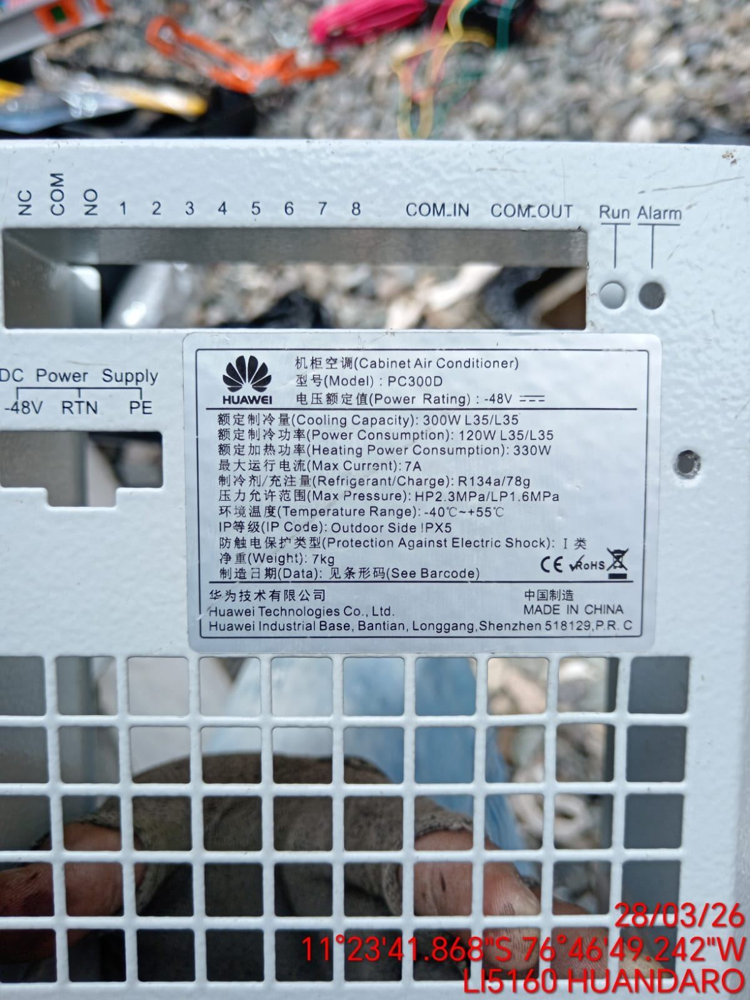 NC COM NO 1 2 3 4 5 6 7 8 COM_IN COM_OUT Run Alarm
DC Power Supply
-48V RTN PE
HUAWEI
机柜空调(Cabinet Air Conditioner)
型号(Model) : PC300D
电压额定值(Power Rating) : -48V ⎓
额定制冷量(Cooling Capacity): 300W L35/L35
额定制冷功率(Power Consumption): 120W L35/L35
额定加热功率(Heating Power Consumption): 330W
最大运行电流(Max Current): 7A
制冷剂/充注量(Refrigerant/Charge): R134a/78g
压力允许范围(Max Pressure): HP2.3MPa/LP1.6MPa
环境温度(Temperature Range): -40℃~+55℃
IP等级(IP Code): Outdoor Side IPX5
防触电保护类型(Protection Against Electric Shock): I 类
净重(Weight): 7kg
制造日期(Data): 见条形码(See Barcode)
CE RoHS
华为技术有限公司
Huawei Technologies Co., Ltd.
中国制造
MADE IN CHINA
Huawei Industrial Base, Bantian, Longgang,Shenzhen 518129,P.R. C
28/03/26
11°23'41.868"S 76°46'49.242"W
LI5160 HUANDARO